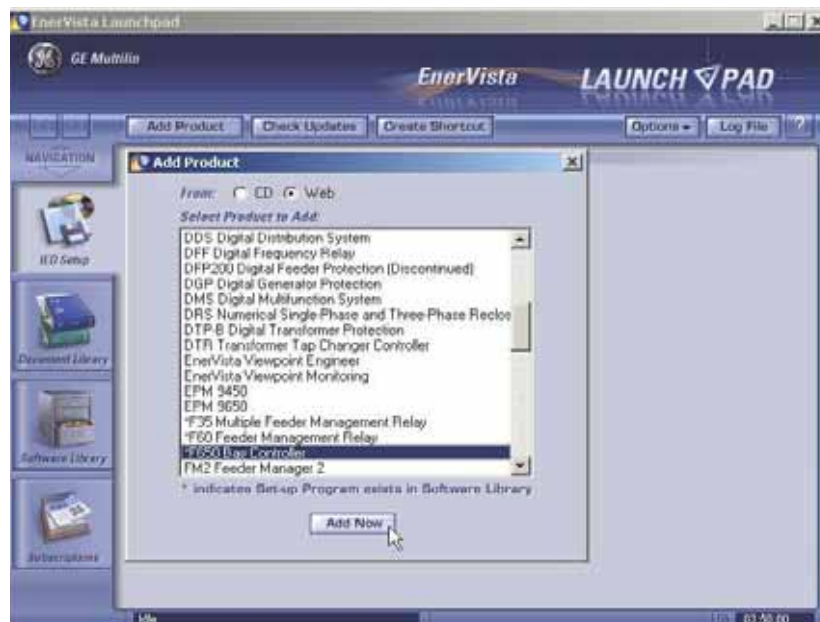 EnerVista Launchpad
GE Multilin
EnerVista LAUNCH PAD
Add Product Check Updates Create Shortcut Options Log File ?
NAVIGATION
IED Setup
Document Library
Software Library
Subscriptions
Add Product
From: CD Web
Select Product to Add:
DDS Digital Distribution System
DFF Digital Frequency Relay
DFP200 Digital Feeder Protection (Discontinued)
DGP Digital Generator Protection
DMS Digital Multifunction System
DRS Numerical Single-Phase and Three-Phase Reclos
DTP-B Digital Transformer Protection
DTR Transformer Tap Changer Controller
EnerVista Viewpoint Engineer
EnerVista Viewpoint Monitoring
EPM 9450
EPM 9650
*F35 Multiple Feeder Management Relay
*F60 Feeder Management Relay
*F650 Bay Controller
FM2 Feeder Manager 2
* indicates Set-up Program exists in Software Library
Add Now
Idle